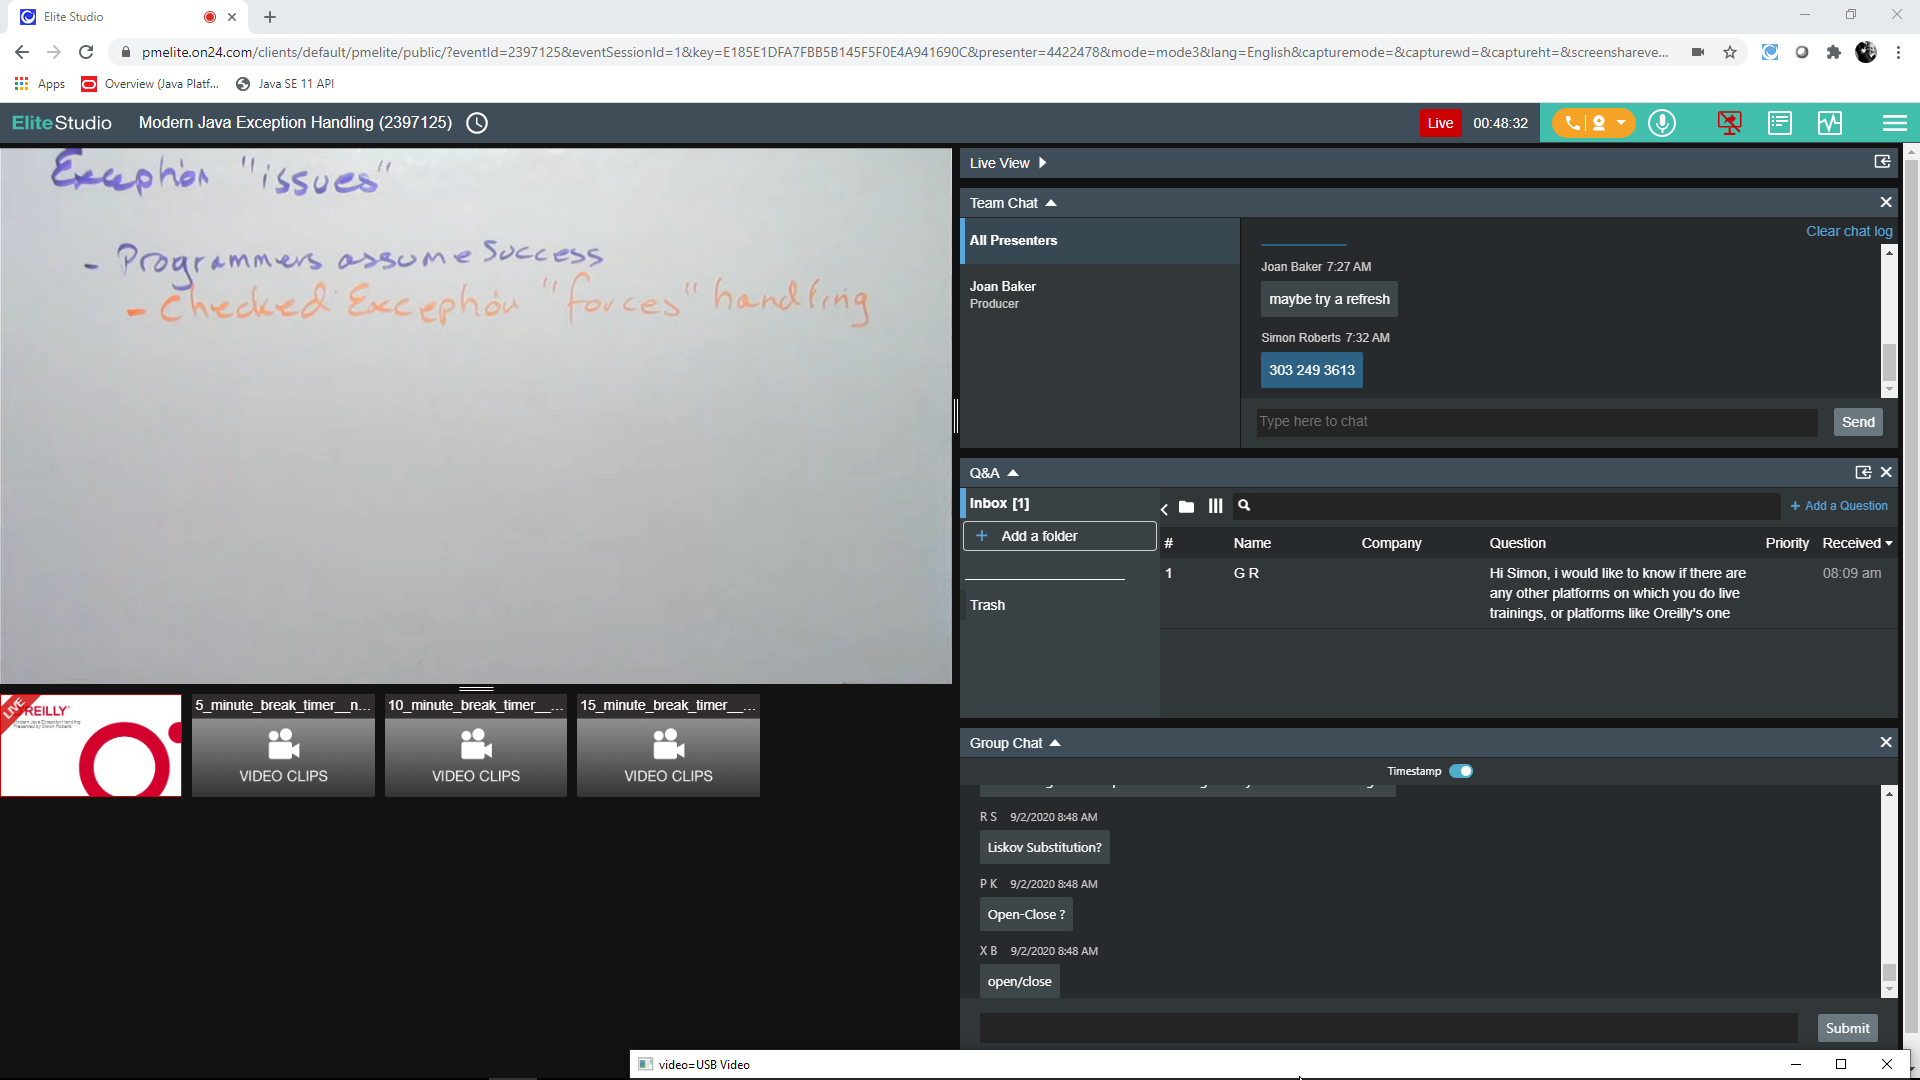 Elite Studio
pmelite.on24.com/clients/default/pmelite/public/?eventId=2397125&eventSessionId=1&key=E185E1DFA7FBB5B145F5F0E4A941690C&presenter=4422478&mode=mode3&lang=English&capturemode=&capturewd=&captureht=&screenshareve...
Apps
Overview (Java Platf...
Java SE 11 API
EliteStudio
Modern Java Exception Handling (2397125)
Live
00:48:32
Exception "issues"
- Programmers assume Success
- Checked Exception "forces" handling
Live View
Team Chat
All Presenters
Joan Baker
Producer
Clear chat log
Joan Baker 7:27 AM
maybe try a refresh
Simon Roberts 7:32 AM
303 249 3613
Type here to chat
Send
Q&A
Inbox [1]
Add a folder
Trash
+ Add a Question
# Name Company Question Priority Received
1 G R Hi Simon, i would like to know if there are 08:09 am
any other platforms on which you do live
trainings, or platforms like Oreilly's one
LIVE
O'REILLY
Modern Java Exception Handling
Presented by Simon Roberts
5_minute_break_timer__n...
VIDEO CLIPS
10_minute_break_timer__...
VIDEO CLIPS
15_minute_break_timer__...
VIDEO CLIPS
Group Chat
Timestamp
R S 9/2/2020 8:48 AM
Liskov Substitution?
P K 9/2/2020 8:48 AM
Open-Close ?
X B 9/2/2020 8:48 AM
open/close
Submit
video=USB Video